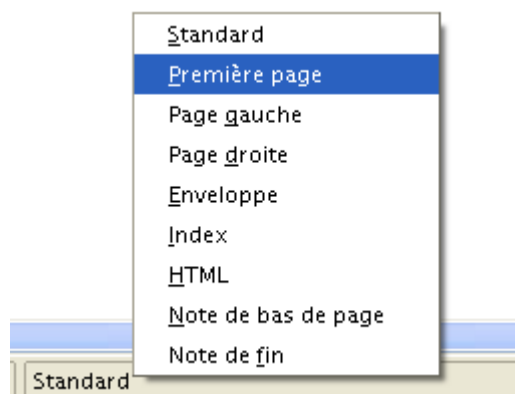 Standard
Première page
Page gauche
Page droite
Enveloppe
Index
HTML
Note de bas de page
Note de fin
Standard